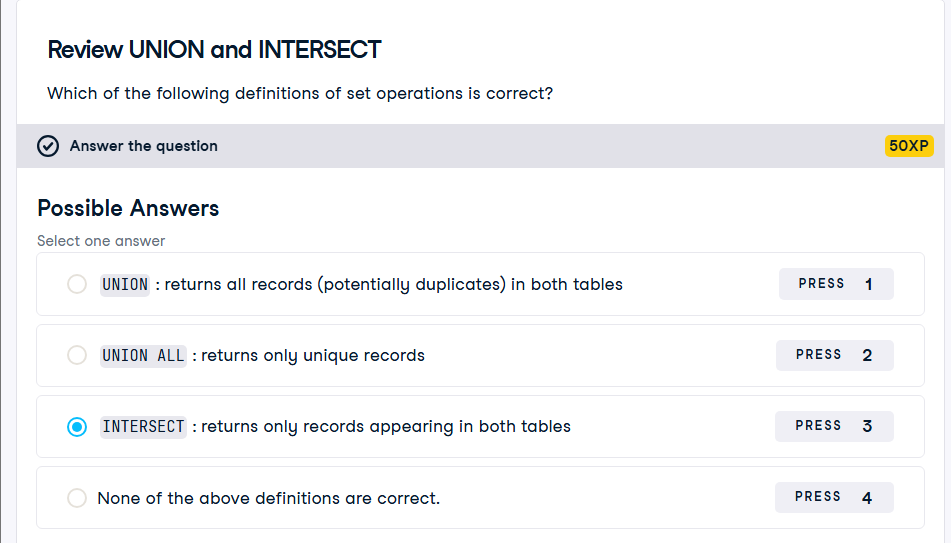 Review UNION and INTERSECT
Which of the following definitions of set operations is correct?
Answer the question 50XP
Possible Answers
Select one answer
UNION : returns all records (potentially duplicates) in both tables PRESS 1
UNION ALL : returns only unique records PRESS 2
INTERSECT : returns only records appearing in both tables PRESS 3
None of the above definitions are correct. PRESS 4